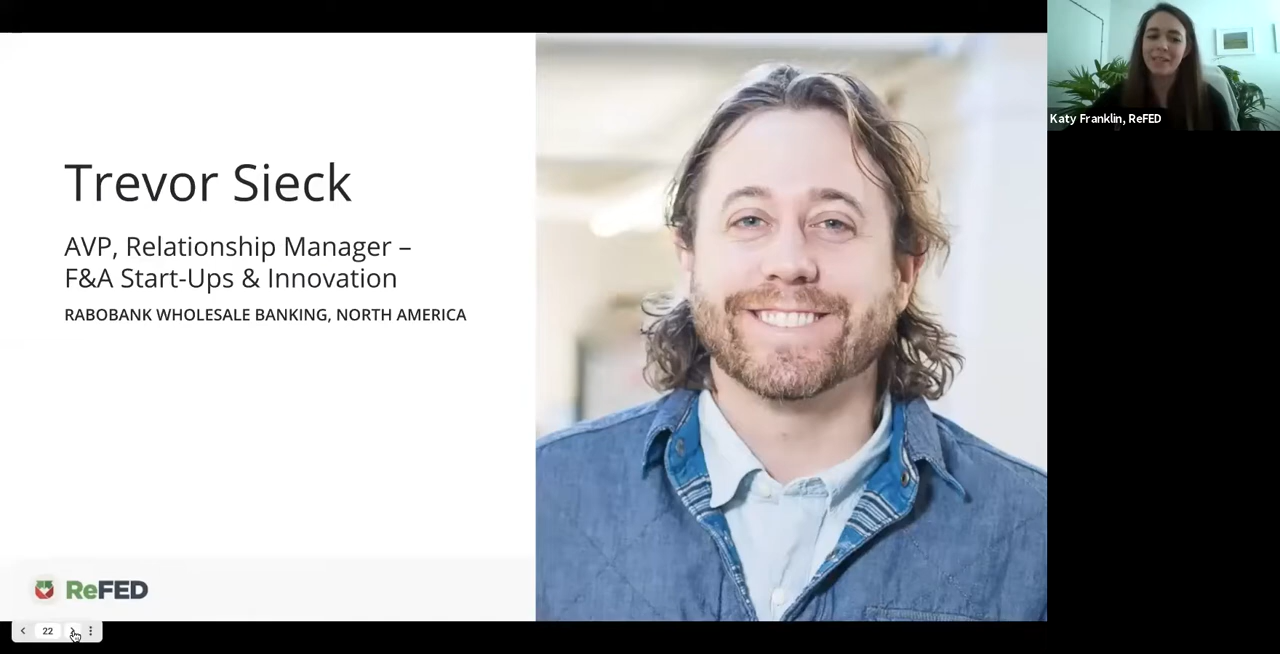 Trevor Sieck
AVP, Relationship Manager –
F&A Start-Ups & Innovation
RABOBANK WHOLESALE BANKING, NORTH AMERICA
ReFED
22
Katy Franklin, ReFED